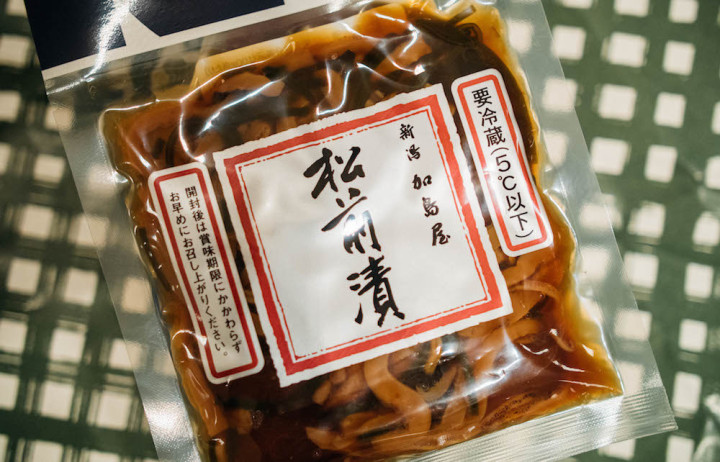 要冷蔵(5℃以下)
新潟 加島屋
松前漬
開封後は賞味期限にかかわらず
お早めにお召し上がりください。